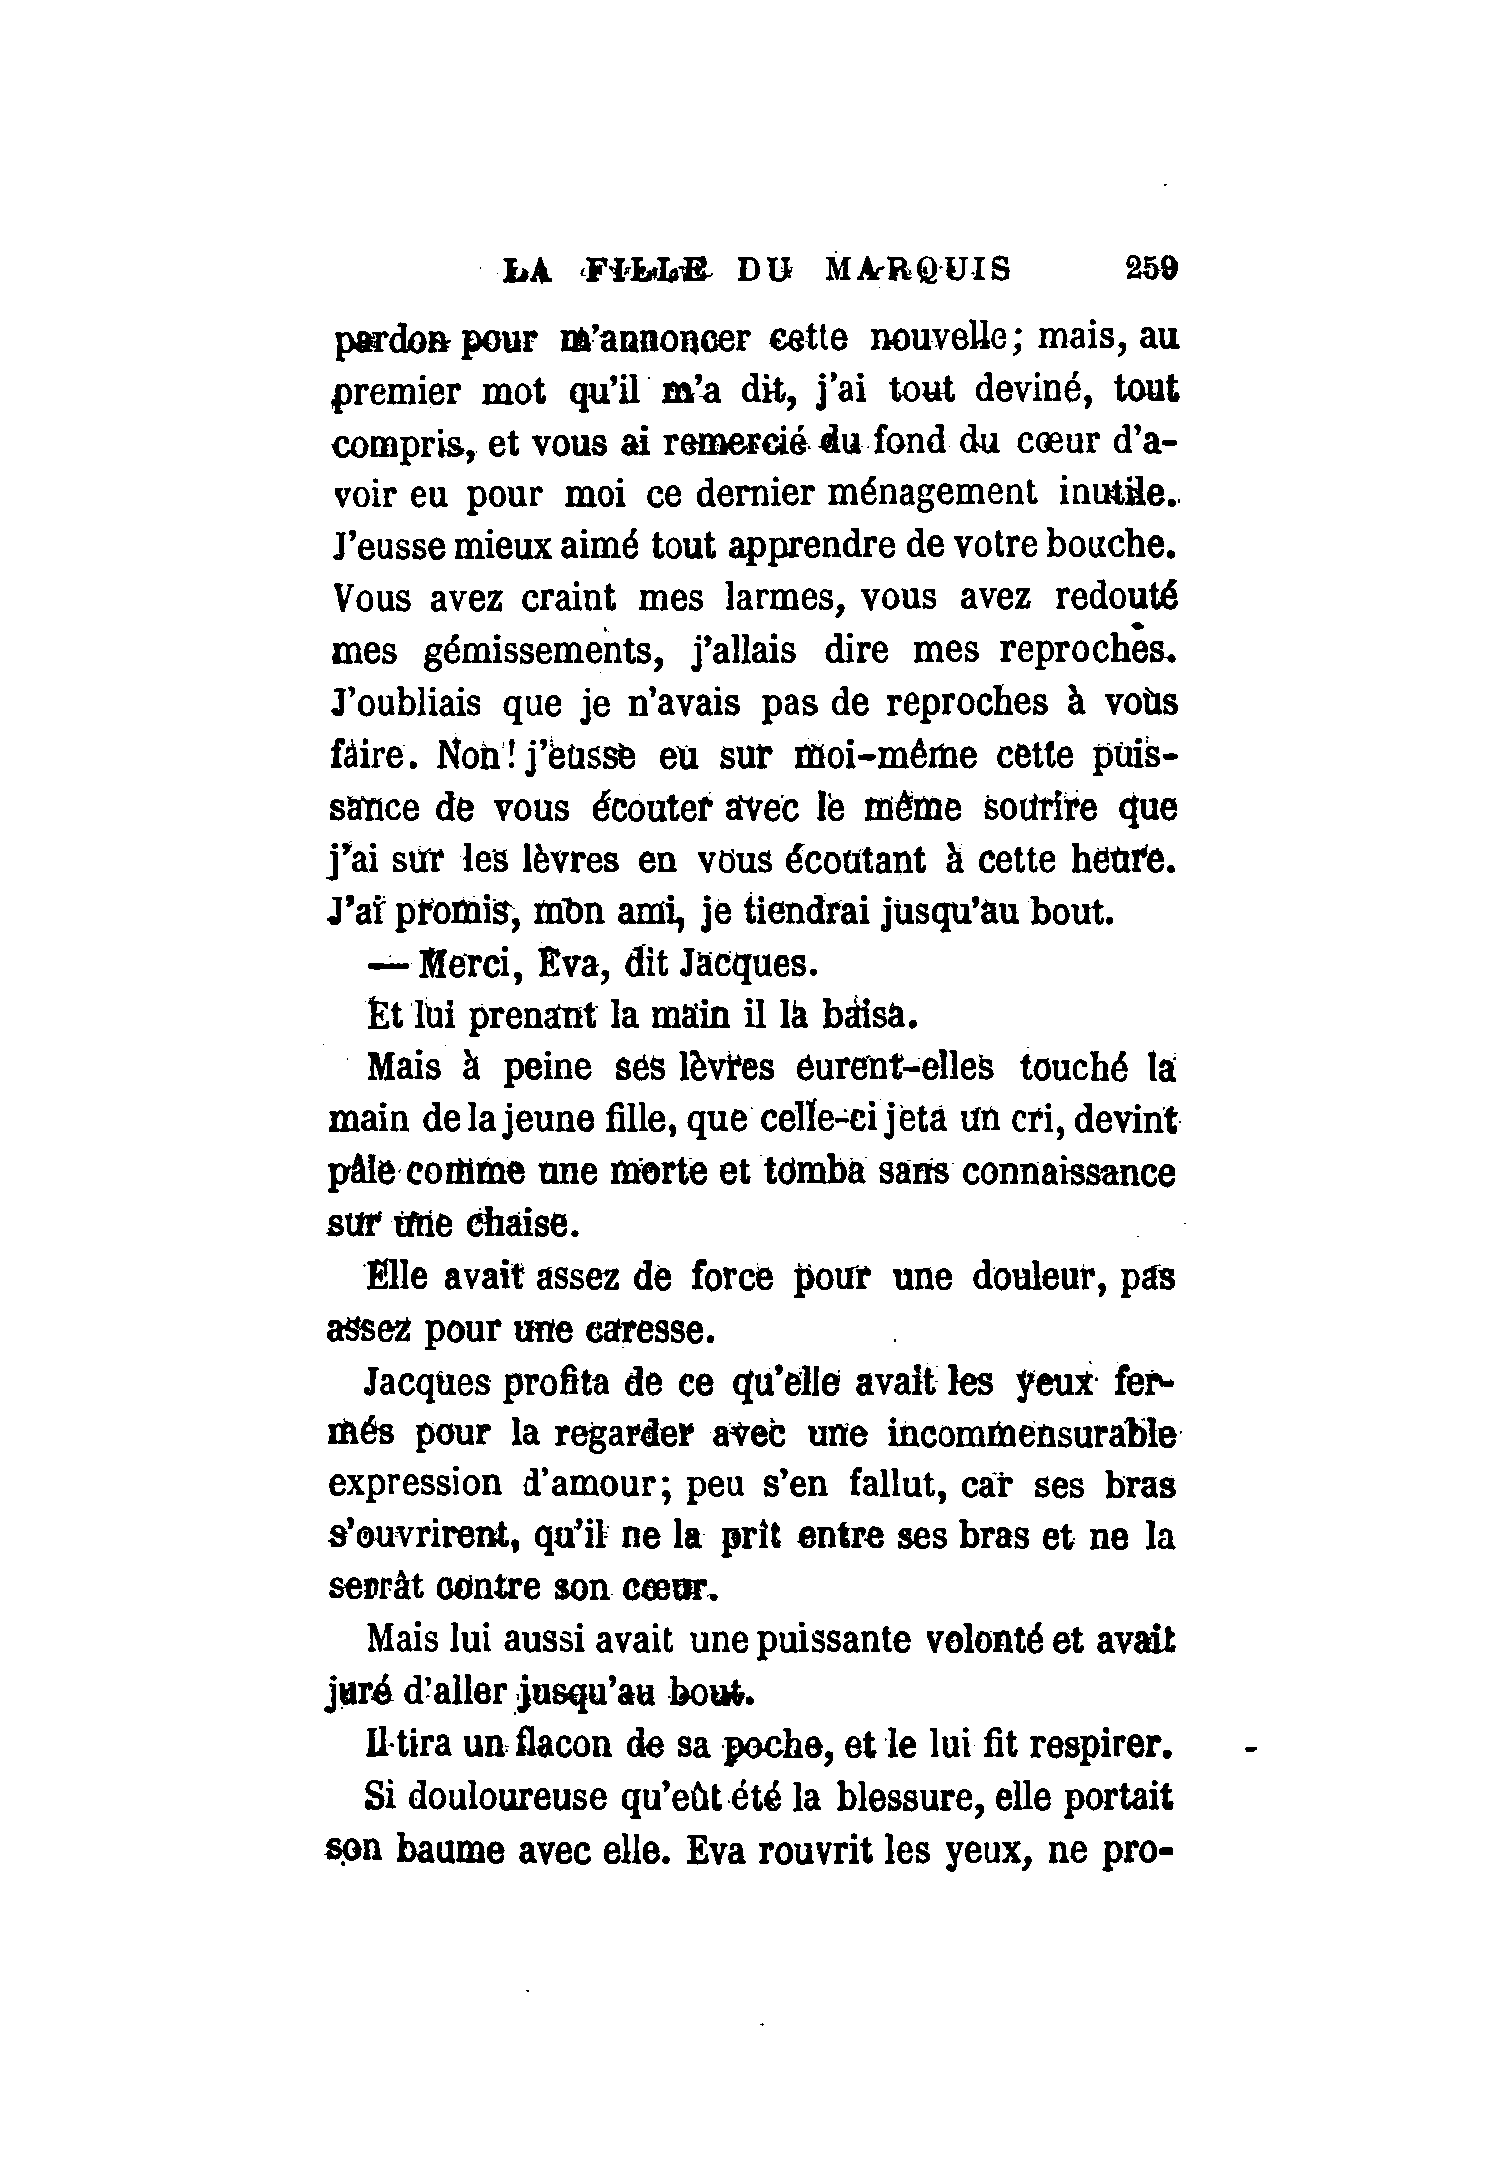 LA FILLE DU MARQUIS 259
pardon pour m'annoncer cette nouvelle; mais, au
premier mot qu'il m'a dit, j'ai tout deviné, tout
compris, et vous ai remercié du fond du cœur d'a-
voir eu pour moi ce dernier ménagement inutile.
J'eusse mieux aimé tout apprendre de votre bouche.
Vous avez craint mes larmes, vous avez redouté
mes gémissements, j'allais dire mes reproches.
J'oubliais que je n'avais pas de reproches à vous
faire. Non! j'eusse eu sur moi-même cette puis-
sance de vous écouter avec le même sourire que
j'ai sur les lèvres en vous écoutant à cette heure.
J'ai promis, mon ami, je tiendrai jusqu'au bout.
— Merci, Eva, dit Jacques.
Et lui prenant la main il la baisa.
Mais à peine ses lèvres eurent-elles touché la
main de la jeune fille, que celle-ci jeta un cri, devint
pâle comme une morte et tomba sans connaissance
sur une chaise.
Elle avait assez de force pour une douleur, pas
assez pour une caresse.
Jacques profita de ce qu'elle avait les yeux fer-
més pour la regarder avec une incommensurable
expression d'amour; peu s'en fallut, car ses bras
s'ouvrirent, qu'il ne la prît entre ses bras et ne la
serrât contre son cœur.
Mais lui aussi avait une puissante volonté et avait
juré d'aller jusqu'au bout.
Il tira un flacon de sa poche, et le lui fit respirer.
Si douloureuse qu'eût été la blessure, elle portait
son baume avec elle. Eva rouvrit les yeux, ne pro-